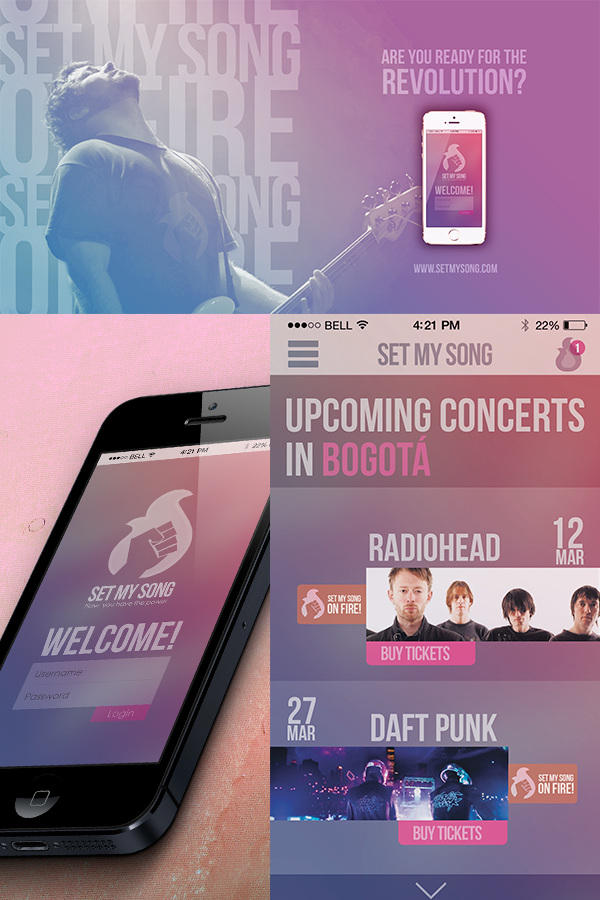 ON FIRE
SET MY SONG
ON FIRE
SET MY SONG
ON FIRE
ARE YOU READY FOR THE
REVOLUTION?
SET MY SONG
WELCOME!
WWW.SETMYSONG.COM
BELL 4:21 PM 22%
SET MY SONG
Now you have the power
WELCOME!
Username
Password
Login
BELL 4:21 PM 22%
SET MY SONG 1
UPCOMING CONCERTS
IN BOGOTÁ
RADIOHEAD
12
MAR
SET MY SONG
ON FIRE!
BUY TICKETS
27
MAR
DAFT PUNK
SET MY SONG
ON FIRE!
BUY TICKETS